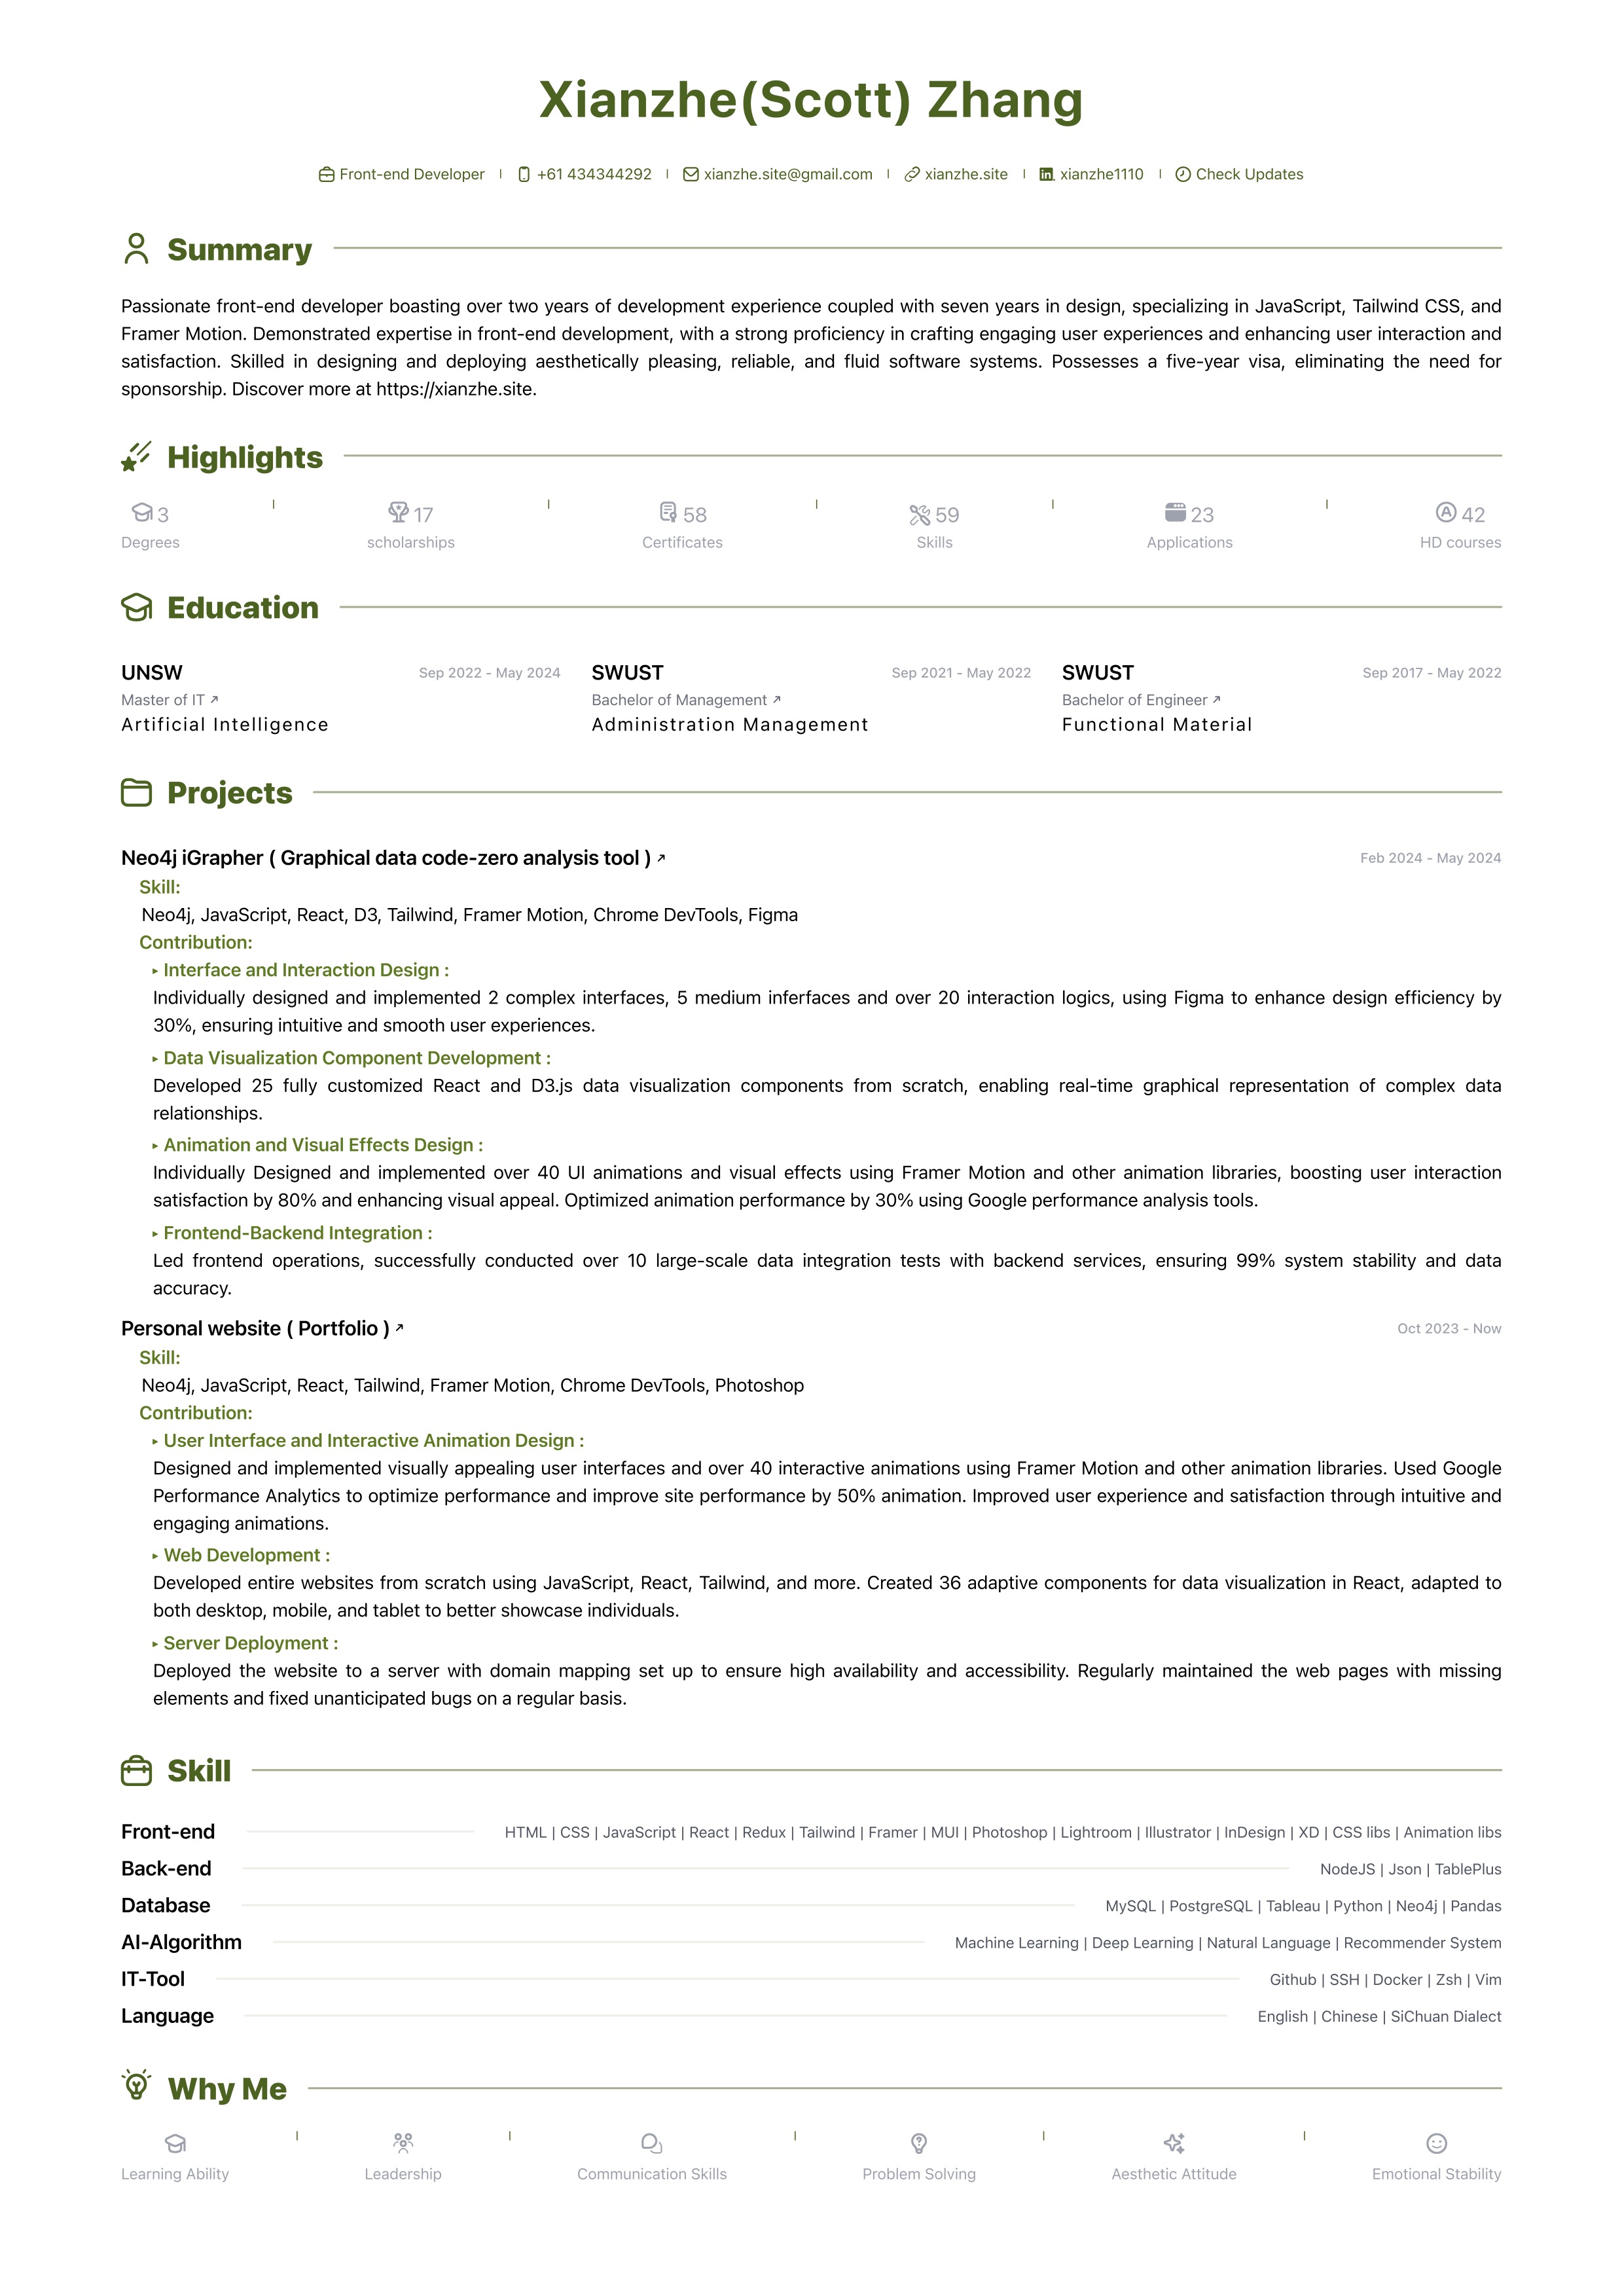 Xianzhe(Scott) Zhang
Front-end Developer | +61 434344292 | xianzhe.site@gmail.com | xianzhe.site | xianzhe1110 | Check Updates
Summary
Passionate front-end developer boasting over two years of development experience coupled with seven years in design, specializing in JavaScript, Tailwind CSS, and
Framer Motion. Demonstrated expertise in front-end development, with a strong proficiency in crafting engaging user experiences and enhancing user interaction and
satisfaction. Skilled in designing and deploying aesthetically pleasing, reliable, and fluid software systems. Possesses a five-year visa, eliminating the need for
sponsorship. Discover more at https://xianzhe.site.
Highlights
3 | 17 | 58 | 59 | 23 | 42
Degrees scholarships Certificates Skills Applications HD courses
Education
UNSW Sep 2022 - May 2024 SWUST Sep 2021 - May 2022 SWUST Sep 2017 - May 2022
Master of IT ↗ Bachelor of Management ↗ Bachelor of Engineer ↗
Artificial Intelligence Administration Management Functional Material
Projects
Neo4j iGrapher ( Graphical data code-zero analysis tool ) ↗ Feb 2024 - May 2024
Skill:
Neo4j, JavaScript, React, D3, Tailwind, Framer Motion, Chrome DevTools, Figma
Contribution:
▸ Interface and Interaction Design :
Individually designed and implemented 2 complex interfaces, 5 medium inferfaces and over 20 interaction logics, using Figma to enhance design efficiency by
30%, ensuring intuitive and smooth user experiences.
▸ Data Visualization Component Development :
Developed 25 fully customized React and D3.js data visualization components from scratch, enabling real-time graphical representation of complex data
relationships.
▸ Animation and Visual Effects Design :
Individually Designed and implemented over 40 UI animations and visual effects using Framer Motion and other animation libraries, boosting user interaction
satisfaction by 80% and enhancing visual appeal. Optimized animation performance by 30% using Google performance analysis tools.
▸ Frontend-Backend Integration :
Led frontend operations, successfully conducted over 10 large-scale data integration tests with backend services, ensuring 99% system stability and data
accuracy.
Personal website ( Portfolio ) ↗ Oct 2023 - Now
Skill:
Neo4j, JavaScript, React, Tailwind, Framer Motion, Chrome DevTools, Photoshop
Contribution:
▸ User Interface and Interactive Animation Design :
Designed and implemented visually appealing user interfaces and over 40 interactive animations using Framer Motion and other animation libraries. Used Google
Performance Analytics to optimize performance and improve site performance by 50% animation. Improved user experience and satisfaction through intuitive and
engaging animations.
▸ Web Development :
Developed entire websites from scratch using JavaScript, React, Tailwind, and more. Created 36 adaptive components for data visualization in React, adapted to
both desktop, mobile, and tablet to better showcase individuals.
▸ Server Deployment :
Deployed the website to a server with domain mapping set up to ensure high availability and accessibility. Regularly maintained the web pages with missing
elements and fixed unanticipated bugs on a regular basis.
Skill
Front-end HTML | CSS | JavaScript | React | Redux | Tailwind | Framer | MUI | Photoshop | Lightroom | Illustrator | InDesign | XD | CSS libs | Animation libs
Back-end NodeJS | Json | TablePlus
Database MySQL | PostgreSQL | Tableau | Python | Neo4j | Pandas
AI-Algorithm Machine Learning | Deep Learning | Natural Language | Recommender System
IT-Tool Github | SSH | Docker | Zsh | Vim
Language English | Chinese | SiChuan Dialect
Why Me
Learning Ability Leadership Communication Skills Problem Solving Aesthetic Attitude Emotional Stability